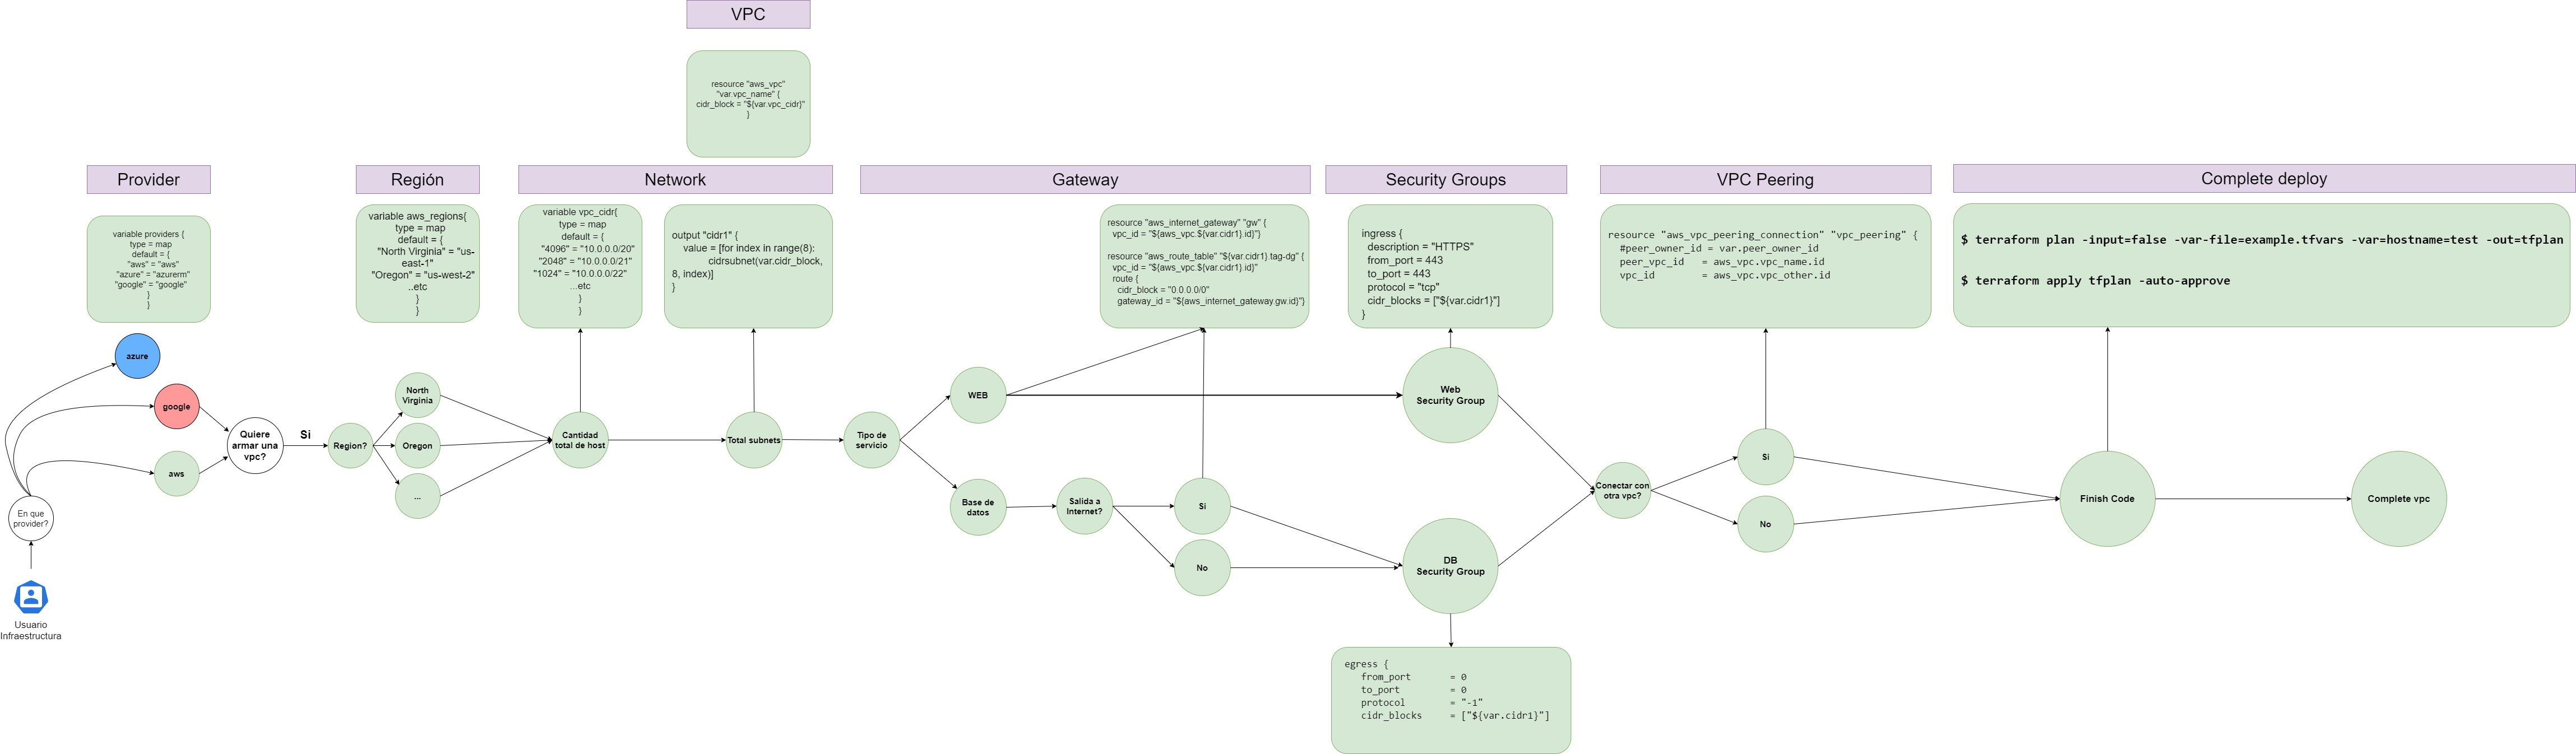 VPC
resource "aws_vpc"
"var.vpc_name" {
cidr_block = "${var.vpc_cidr}"
}
Provider
variable providers {
type = map
default = {
"aws" = "aws"
"azure" = "azurerm"
"google" = "google"
}
}
Región
variable aws_regions{
type = map
default = {
"North Virginia" = "us-
east-1"
"Oregon" = "us-west-2"
..etc
}
}
Network
variable vpc_cidr{
type = map
default = {
"4096" = "10.0.0.0/20"
"2048" = "10.0.0.0/21"
"1024" = "10.0.0.0/22"
...etc
}
}
output "cidr1" {
value = [for index in range(8):
cidrsubnet(var.cidr_block,
8, index)]
}
Gateway
resource "aws_internet_gateway" "gw" {
vpc_id = "${aws_vpc.${var.cidr1}.id}"}
resource "aws_route_table" "${var.cidr1}.tag-dg" {
vpc_id = "${aws_vpc.${var.cidr1}.id}"
route {
cidr_block = "0.0.0.0/0"
gateway_id = "${aws_internet_gateway.gw.id}"}
Security Groups
ingress {
description = "HTTPS"
from_port = 443
to_port = 443
protocol = "tcp"
cidr_blocks = ["${var.cidr1}"]
}
VPC Peering
resource "aws_vpc_peering_connection" "vpc_peering" {
#peer_owner_id = var.peer_owner_id
peer_vpc_id = aws_vpc.vpc_name.id
vpc_id = aws_vpc.vpc_other.id
Complete deploy
$ terraform plan -input=false -var-file=example.tfvars -var=hostname=test -out=tfplan
$ terraform apply tfplan -auto-approve
azure
google
aws
En que
provider?
Usuario
Infraestructura
Quiere
armar una
vpc?
Si
Region?
North
Virginia
Oregon
...
Cantidad
total de host
Total subnets
Tipo de
servicio
WEB
Base de
datos
Salida a
Internet?
Si
No
Web
Security Group
DB
Security Group
egress {
from_port = 0
to_port = 0
protocol = "-1"
cidr_blocks = ["${var.cidr1}"]
Conectar con
otra vpc?
Si
No
Finish Code
Complete vpc